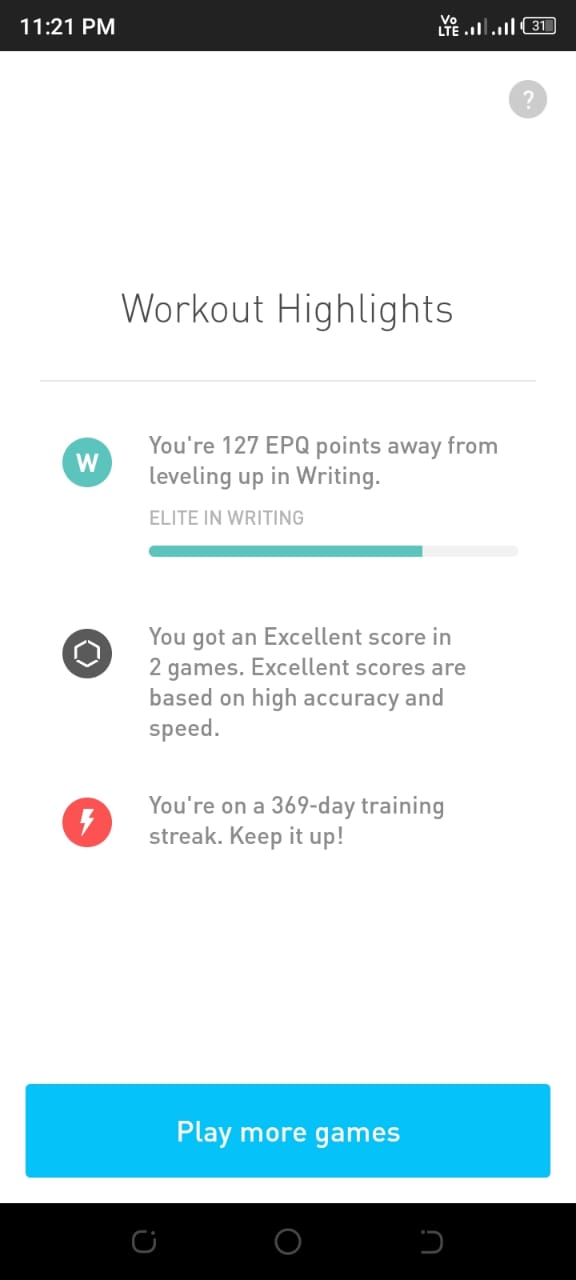 11:21 PM
Vo
LTE
31
?
Workout Highlights
W
You're 127 EPQ points away from
leveling up in Writing.
ELITE IN WRITING
You got an Excellent score in
2 games. Excellent scores are
based on high accuracy and
speed.
You're on a 369-day training
streak. Keep it up!
Play more games